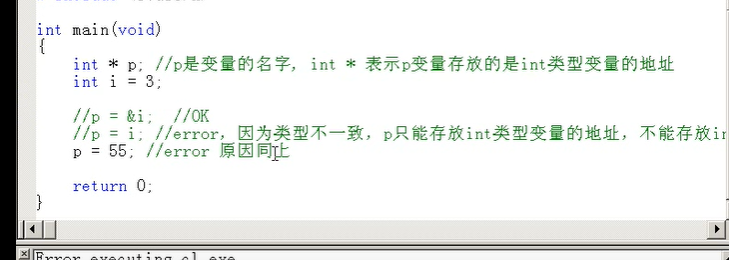 int main(void)
{
int * p; //p是变量的名字, int * 表示p变量存放的是int类型变量的地址
int i = 3;
//p = &i; //OK
//p = i; //error, 因为类型不一致, p只能存放int类型变量的地址, 不能存放in
p = 55; //error 原因同上
return 0;
}
Error executing cl.exe